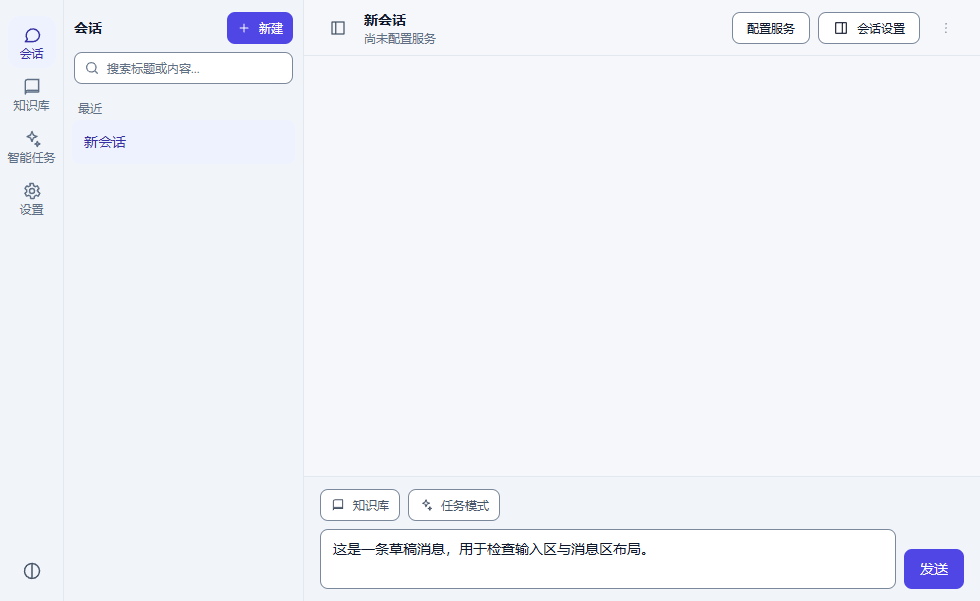 会话
知识库
智能任务
设置
会话
新建
搜索标题或内容...
最近
新会话
新会话
尚未配置服务
配置服务
会话设置
知识库
任务模式
这是一条草稿消息，用于检查输入区与消息区布局。
发送